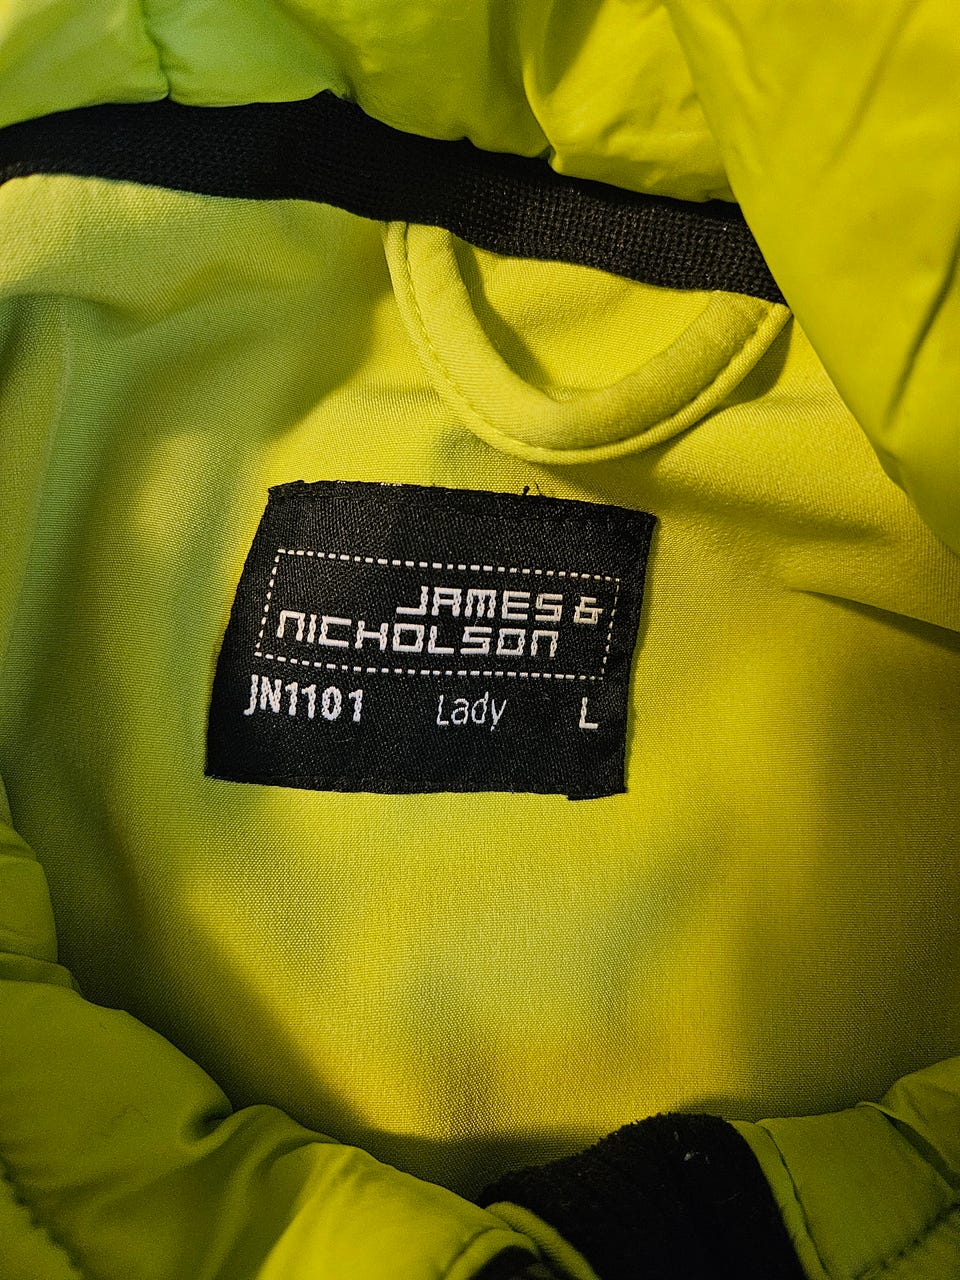 JAMES &
NICHOLSON
JN1101 Lady L